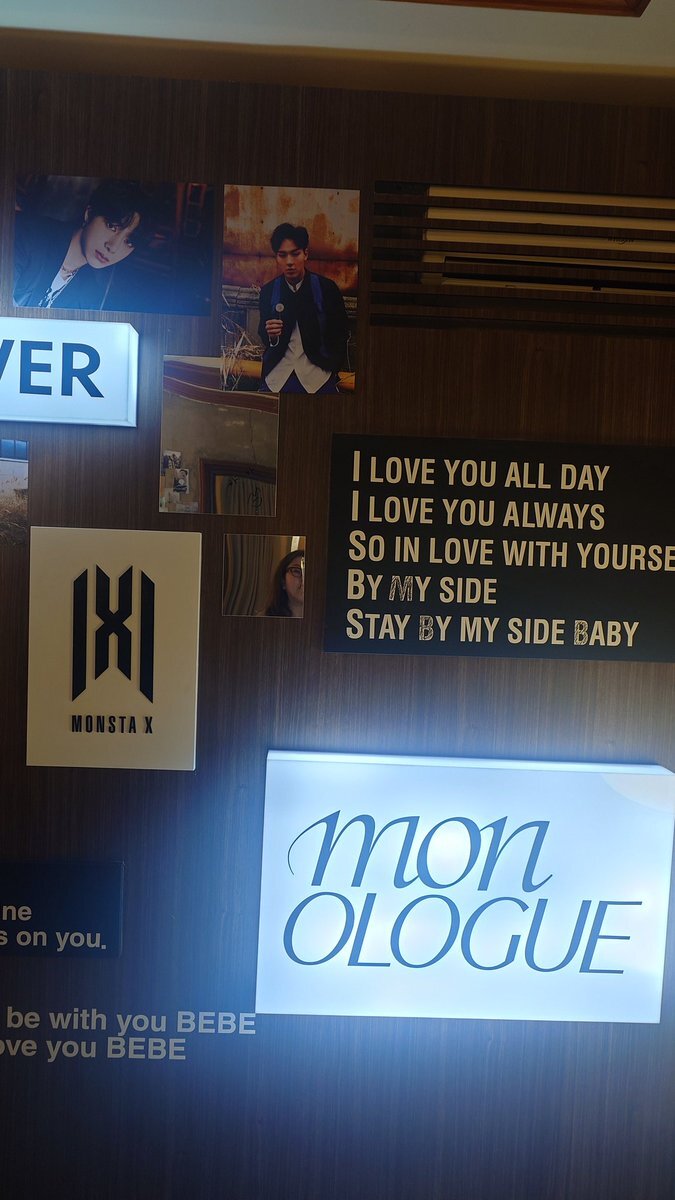 VER
I LOVE YOU ALL DAY
I LOVE YOU ALWAYS
SO IN LOVE WITH YOURSE
BY MY SIDE
STAY BY MY SIDE BABY
MONSTA X
mon
OLOGUE
ne
s on you.
be with you BEBE
ove you BEBE